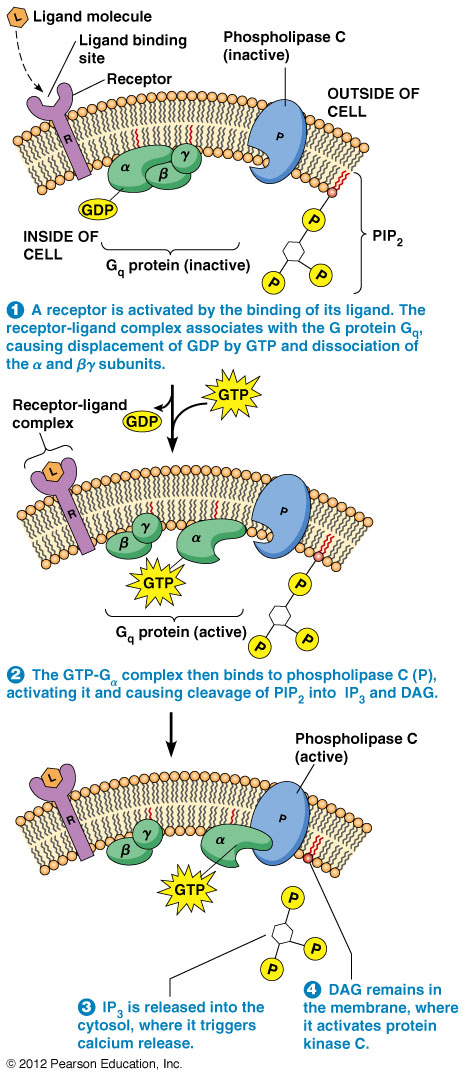 L Ligand molecule
Ligand binding
site
Receptor
Phospholipase C
(inactive)
OUTSIDE OF
CELL
R
P
α
β
γ
GDP
P
P
P
PIP2
INSIDE OF
CELL
Gq protein (inactive)
1 A receptor is activated by the binding of its ligand. The
receptor-ligand complex associates with the G protein Gq,
causing displacement of GDP by GTP and dissociation of
the α and βγ subunits.
Receptor-ligand
complex
GDP
GTP
L
R
P
γ
β
α
GTP
P
P
P
Gq protein (active)
2 The GTP-Gα complex then binds to phospholipase C (P),
activating it and causing cleavage of PIP2 into IP3 and DAG.
Phospholipase C
(active)
L
R
P
γ
β
α
GTP
P
P
P
3 IP3 is released into the
cytosol, where it triggers
calcium release.
4 DAG remains in
the membrane, where
it activates protein
kinase C.
© 2012 Pearson Education, Inc.